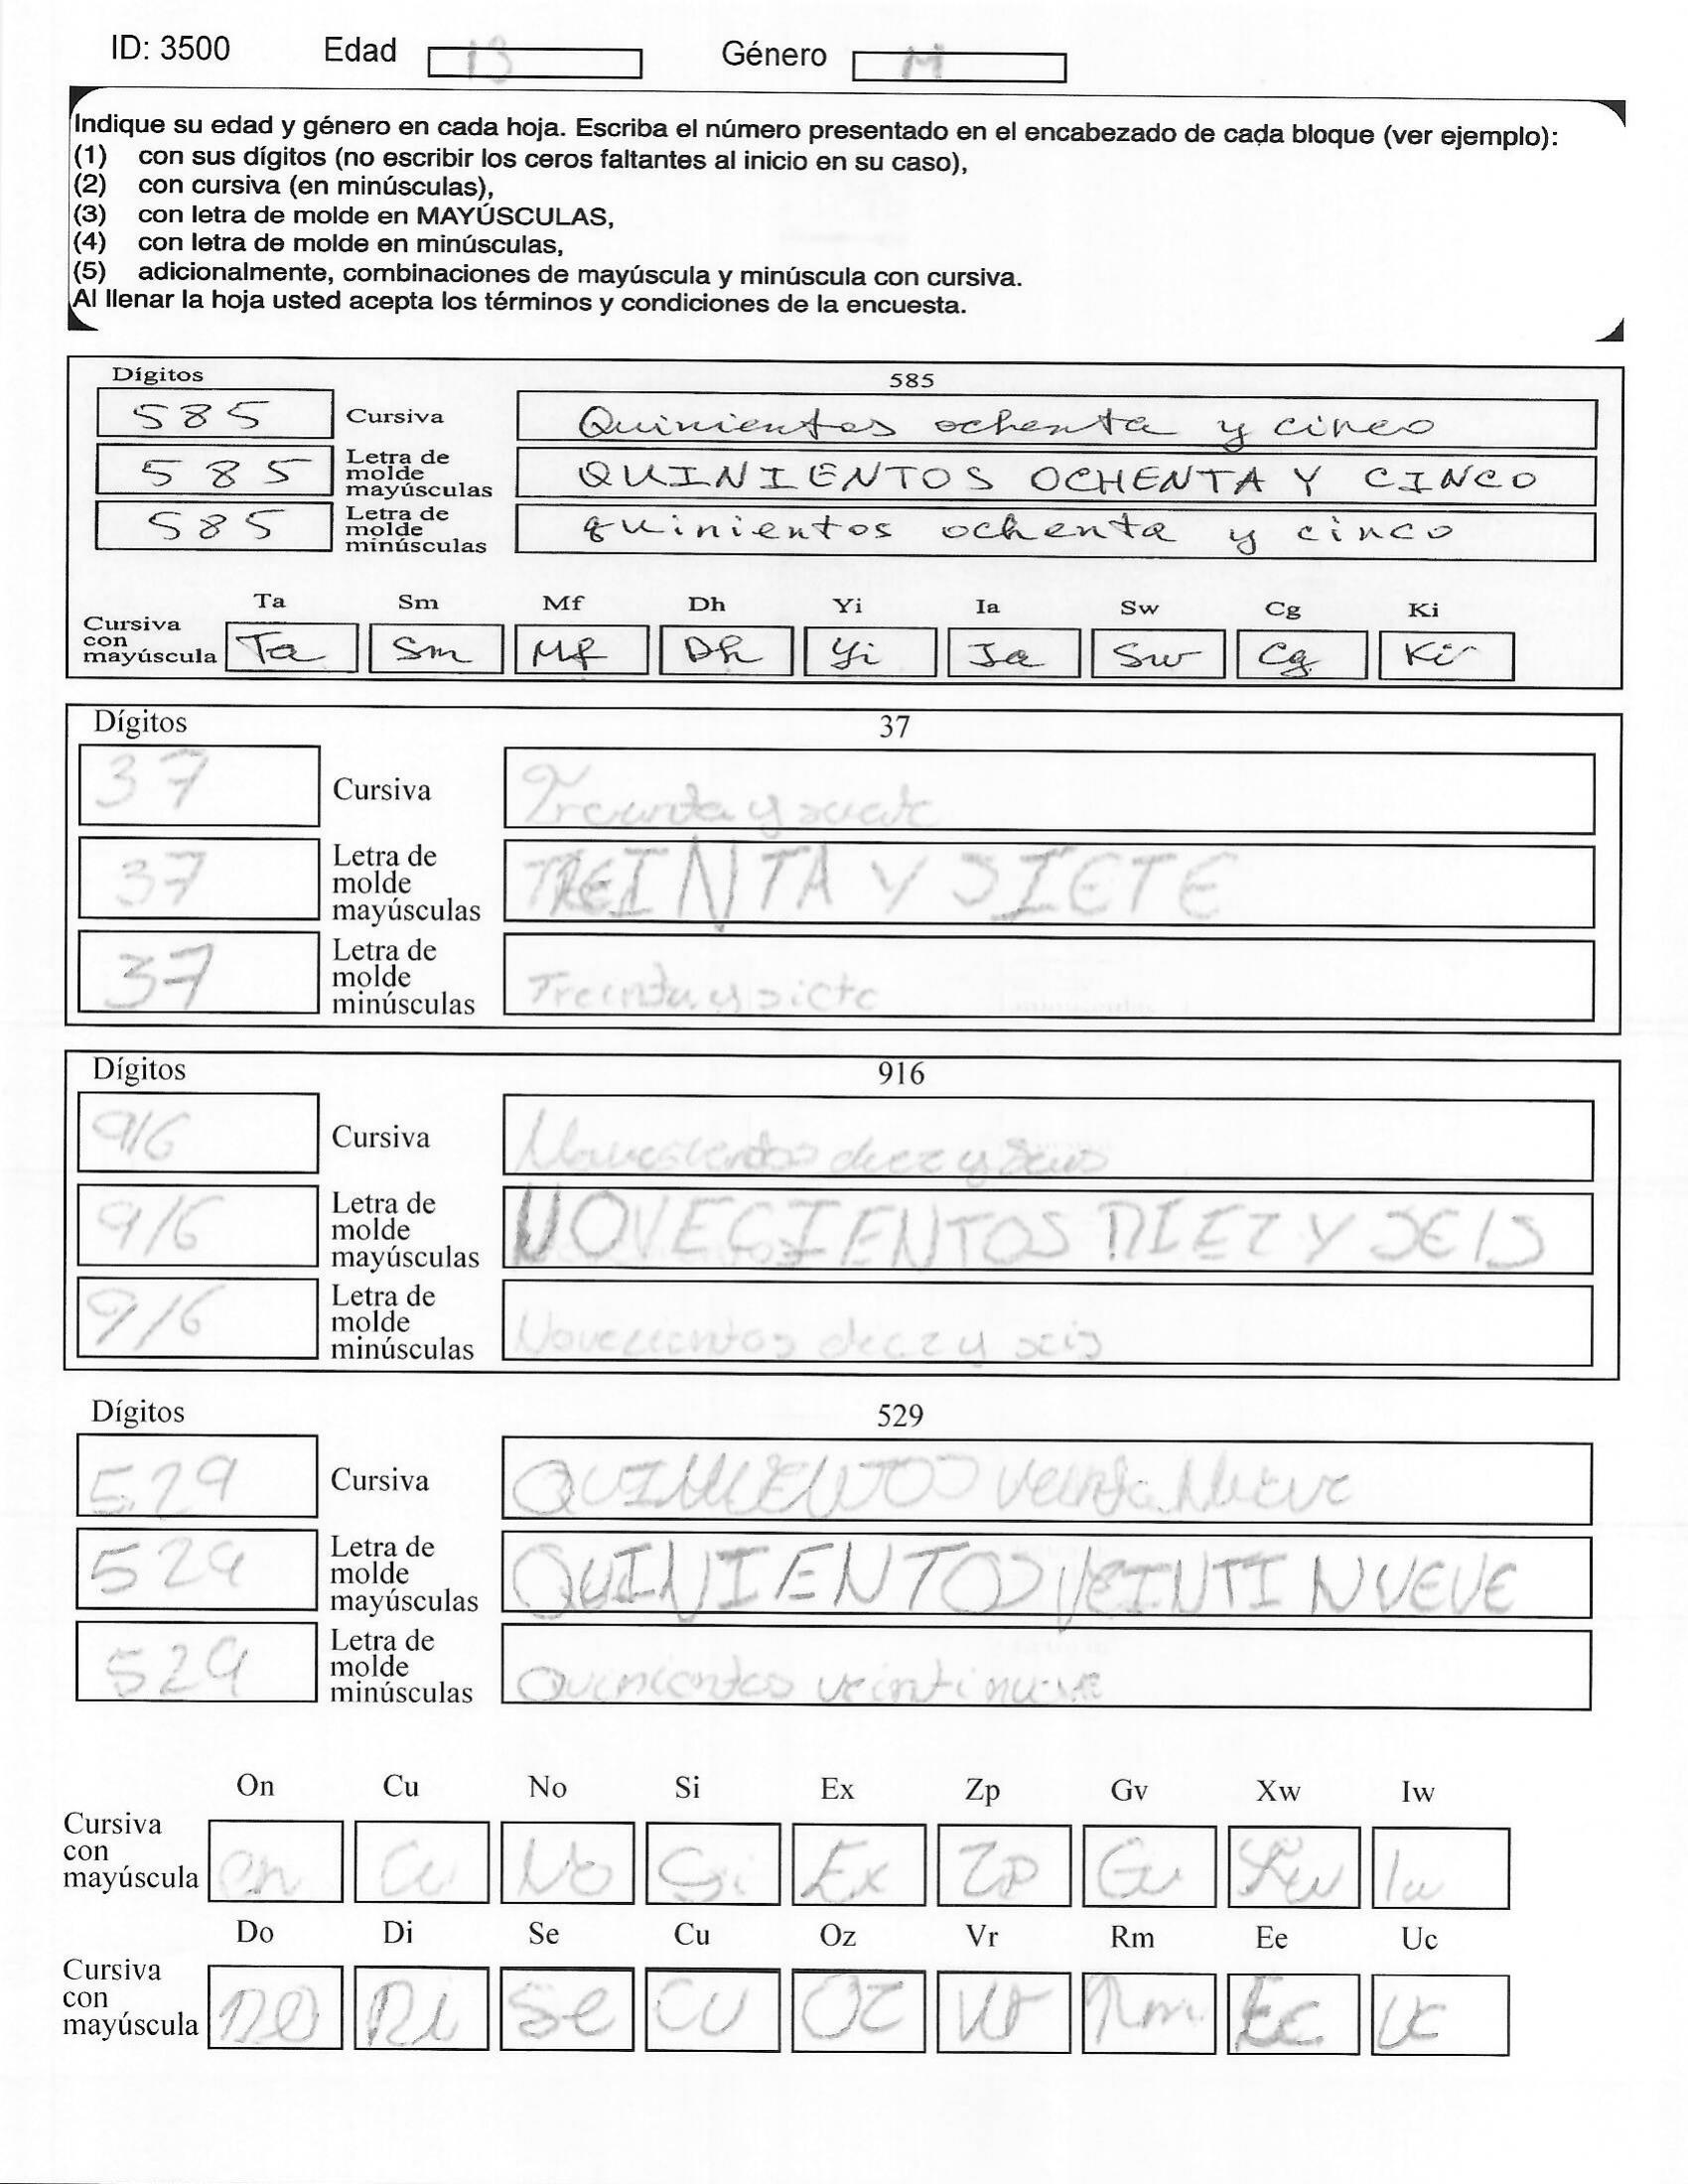 ID: 3500 Edad 13 Género M
Indique su edad y género en cada hoja. Escriba el número presentado en el encabezado de cada bloque (ver ejemplo):
(1) con sus dígitos (no escribir los ceros faltantes al inicio en su caso),
(2) con cursiva (en minúsculas),
(3) con letra de molde en MAYÚSCULAS,
(4) con letra de molde en minúsculas,
(5) adicionalmente, combinaciones de mayúscula y minúscula con cursiva.
Al llenar la hoja usted acepta los términos y condiciones de la encuesta.
Dígitos 585
585 Cursiva Quinientos ochenta y cinco
585 Letra de molde mayúsculas QUINIENTOS OCHENTA Y CINCO
585 Letra de molde minúsculas quinientos ochenta y cinco
Ta Sm Mf Dh Yi Ia Sw Cg Ki
Cursiva con mayúscula Ta Sm Mf Dh Yi Ia Sw Cg Ki
Dígitos 37
37 Cursiva Treinta y siete
37 Letra de molde mayúsculas TREINTA Y SIETE
37 Letra de molde minúsculas Treinta y siete
Dígitos 916
916 Cursiva Novecientos diez y seis
916 Letra de molde mayúsculas NOVECIENTOS DIEZ Y SEIS
916 Letra de molde minúsculas Novecientos diez y seis
Dígitos 529
529 Cursiva QUINIENTOS
529 Letra de molde mayúsculas QUINIENTOS VEINTI NUEVE
529 Letra de molde minúsculas Quinientos veinti nueve
On Cu No Si Ex Zp Gv Xw Iw
Cursiva con mayúscula On Cu No Si Ex Zp Gv Xw Iw
Do Di Se Cu Oz Vr Rm Ee Uc
Cursiva con mayúscula DO Di Se CU OZ Vr Rm Ee Uc